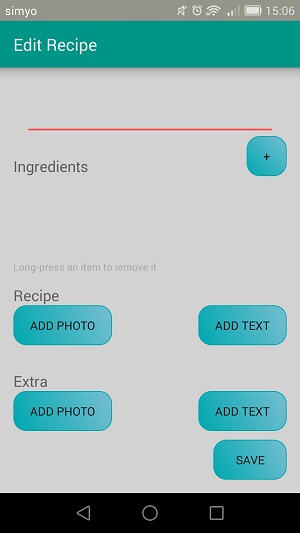 simyo 15:06
Edit Recipe
+
Ingredients
Long-press an item to remove it
Recipe
ADD PHOTO ADD TEXT
Extra
ADD PHOTO ADD TEXT
SAVE